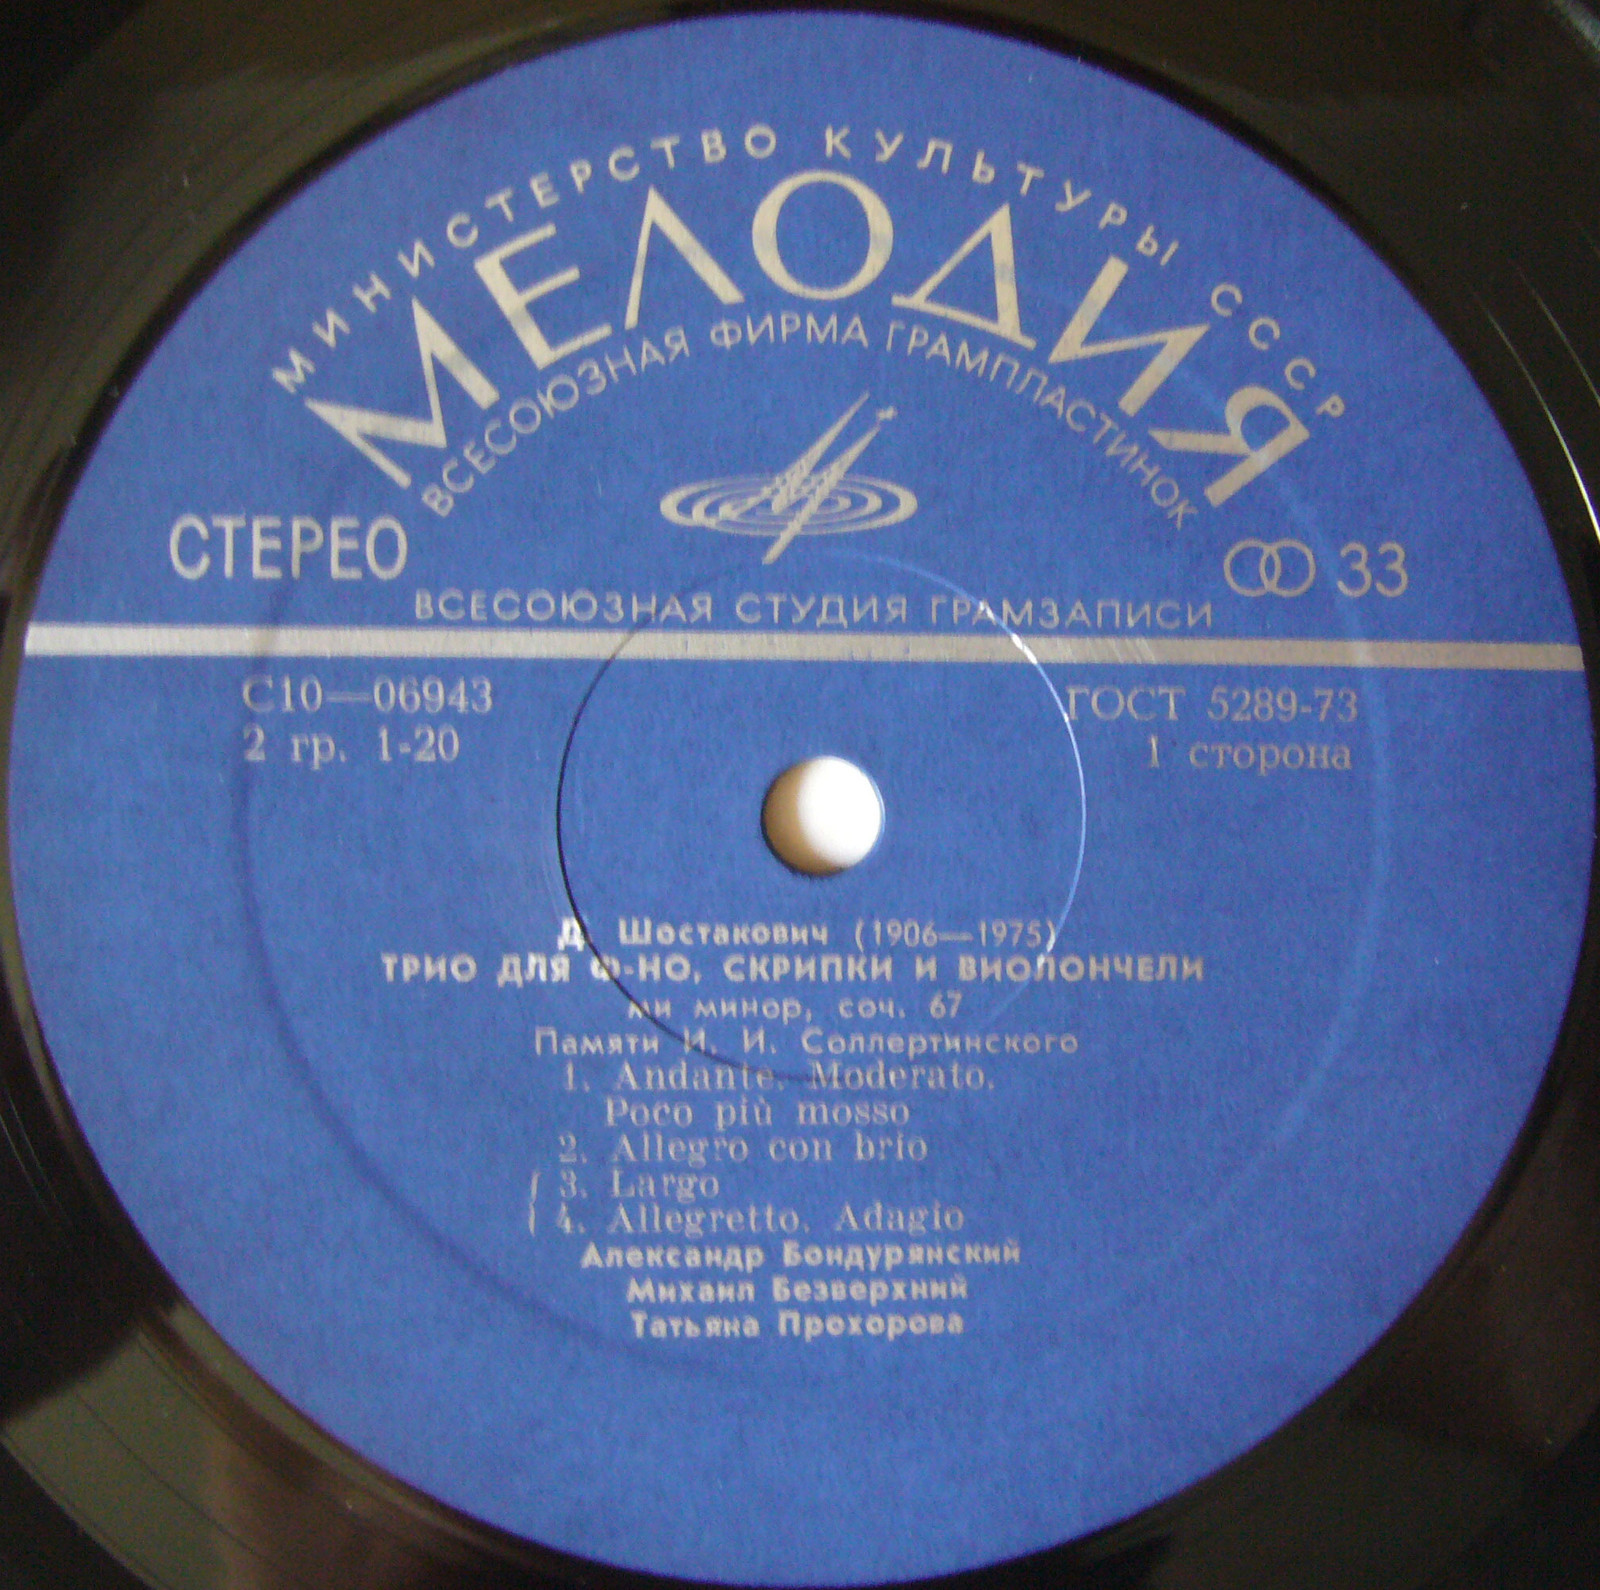 МИНИСТЕРСТВО КУЛЬТУРЫ СССР
МЕЛОДИЯ
ВСЕСОЮЗНАЯ ФИРМА ГРАМПЛАСТИНОК
СТЕРЕО
33
ВСЕСОЮЗНАЯ СТУДИЯ ГРАМЗАПИСИ
С10—06943
ГОСТ 5289-73
2 гр. 1-20
1 сторона
Д. Шостакович (1906—1975)
ТРИО ДЛЯ Ф-НО, СКРИПКИ И ВИОЛОНЧЕЛИ
ми минор, соч. 67
Памяти И. И. Соллертинского
1. Andante. Moderato.
Poco più mosso
2. Allegro con brio
3. Largo
4. Allegretto. Adagio
Александр Бондурянский
Михаил Безверхний
Татьяна Прохорова